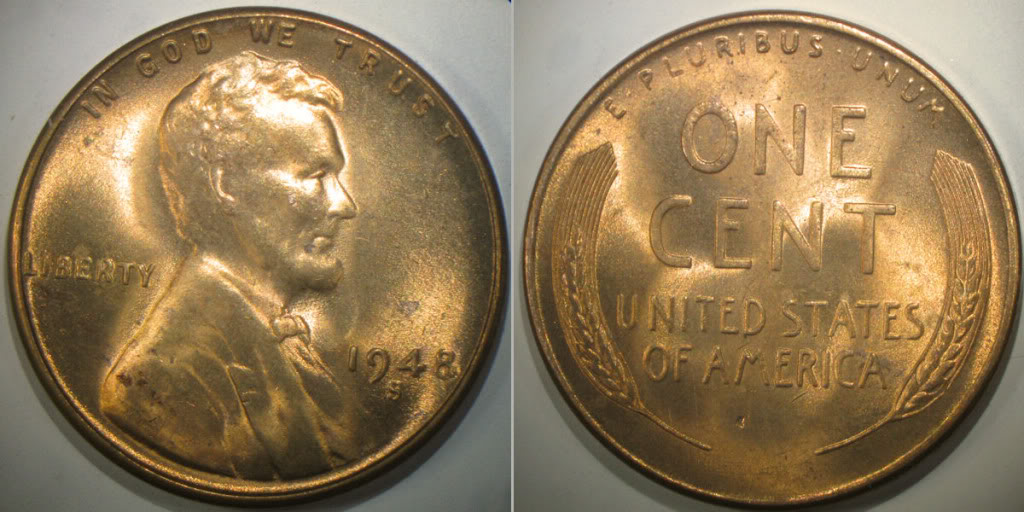 IN GOD WE TRUST
LIBERTY
1948
S
E·PLURIBUS·UNUM
ONE
CENT
UNITED STATES
OF AMERICA